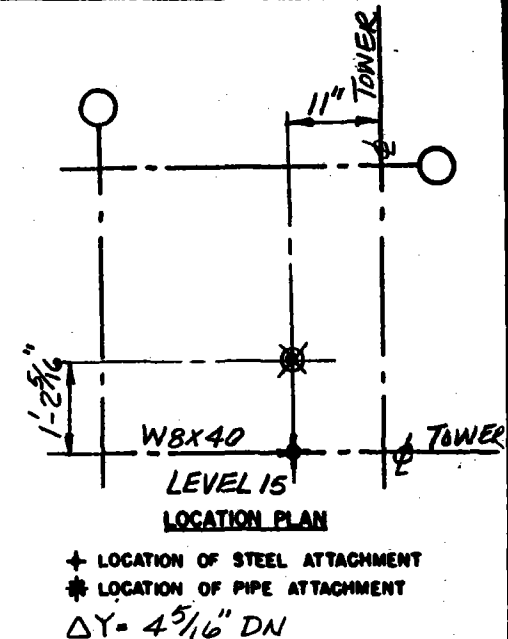 11"
TOWER
℄
1'-2 5/16"
W8X40
℄ TOWER
LEVEL 15
LOCATION PLAN
LOCATION OF STEEL ATTACHMENT
LOCATION OF PIPE ATTACHMENT
△Y= 4 5/16" DN